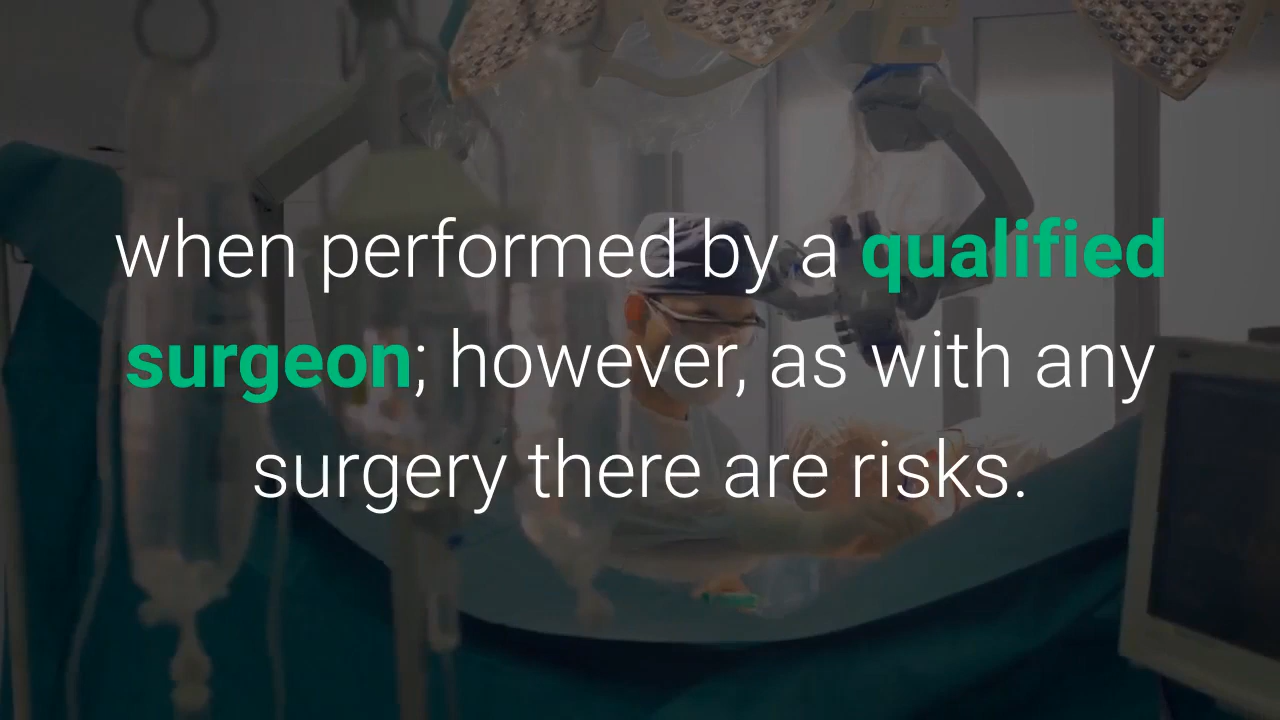 when performed by a qualified
surgeon; however, as with any
surgery there are risks.